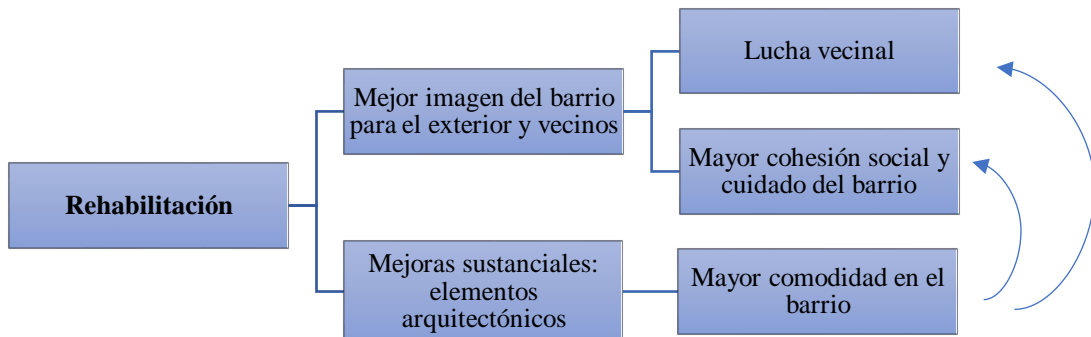 Rehabilitación
Mejor imagen del barrio
para el exterior y vecinos
Lucha vecinal
Mayor cohesión social y
cuidado del barrio
Mejoras sustanciales:
elementos
arquitectónicos
Mayor comodidad en el
barrio